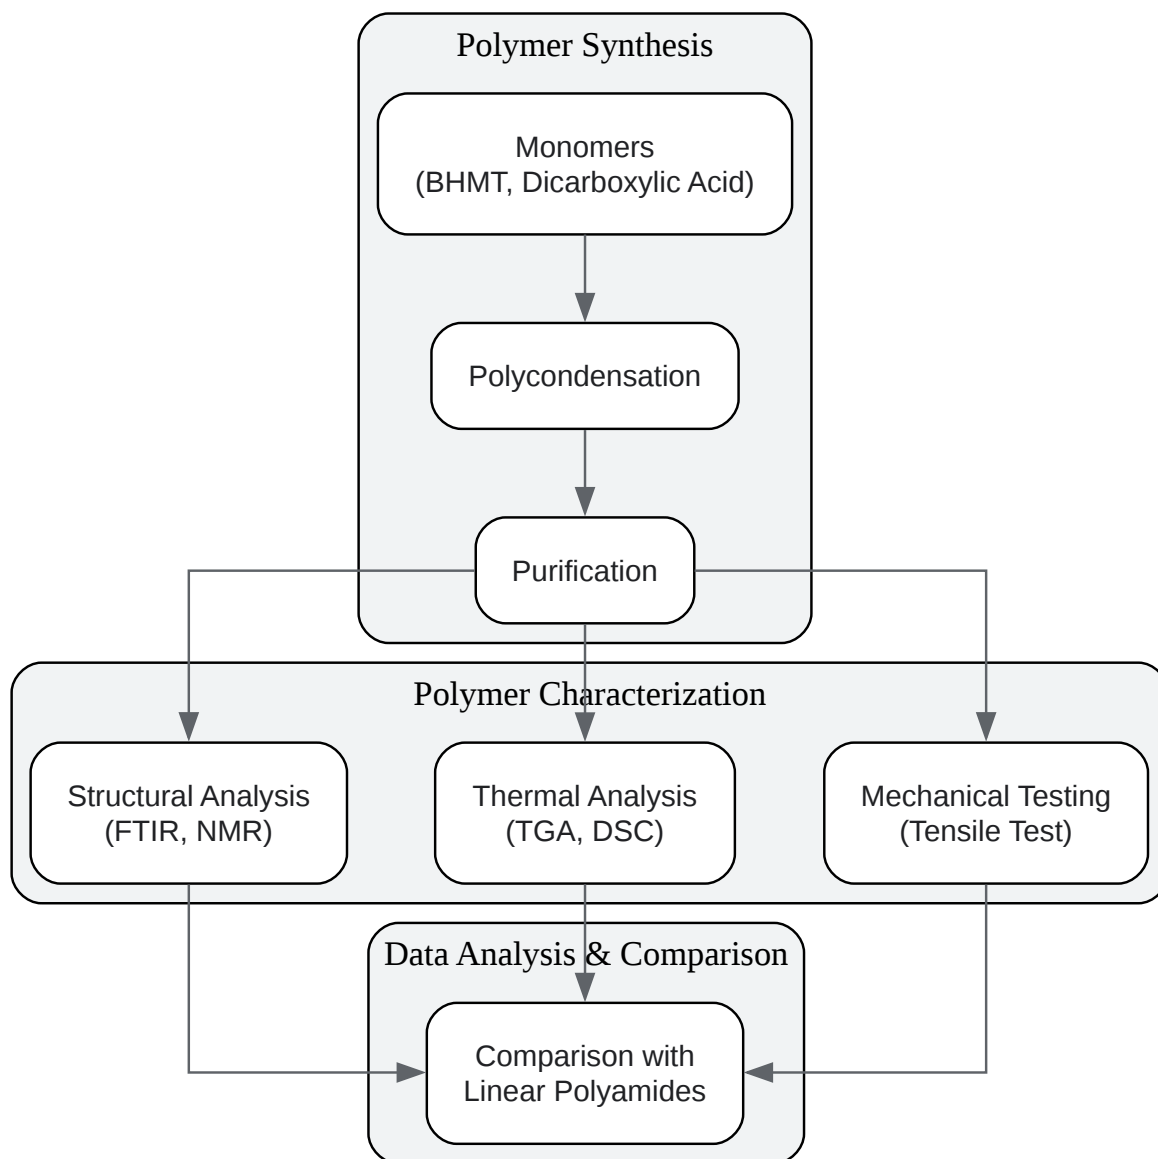 Polymer Synthesis
Monomers
(BHMT, Dicarboxylic Acid)
Polycondensation
Purification
Polymer Characterization
Structural Analysis
(FTIR, NMR)
Thermal Analysis
(TGA, DSC)
Mechanical Testing
(Tensile Test)
Data Analysis & Comparison
Comparison with
Linear Polyamides